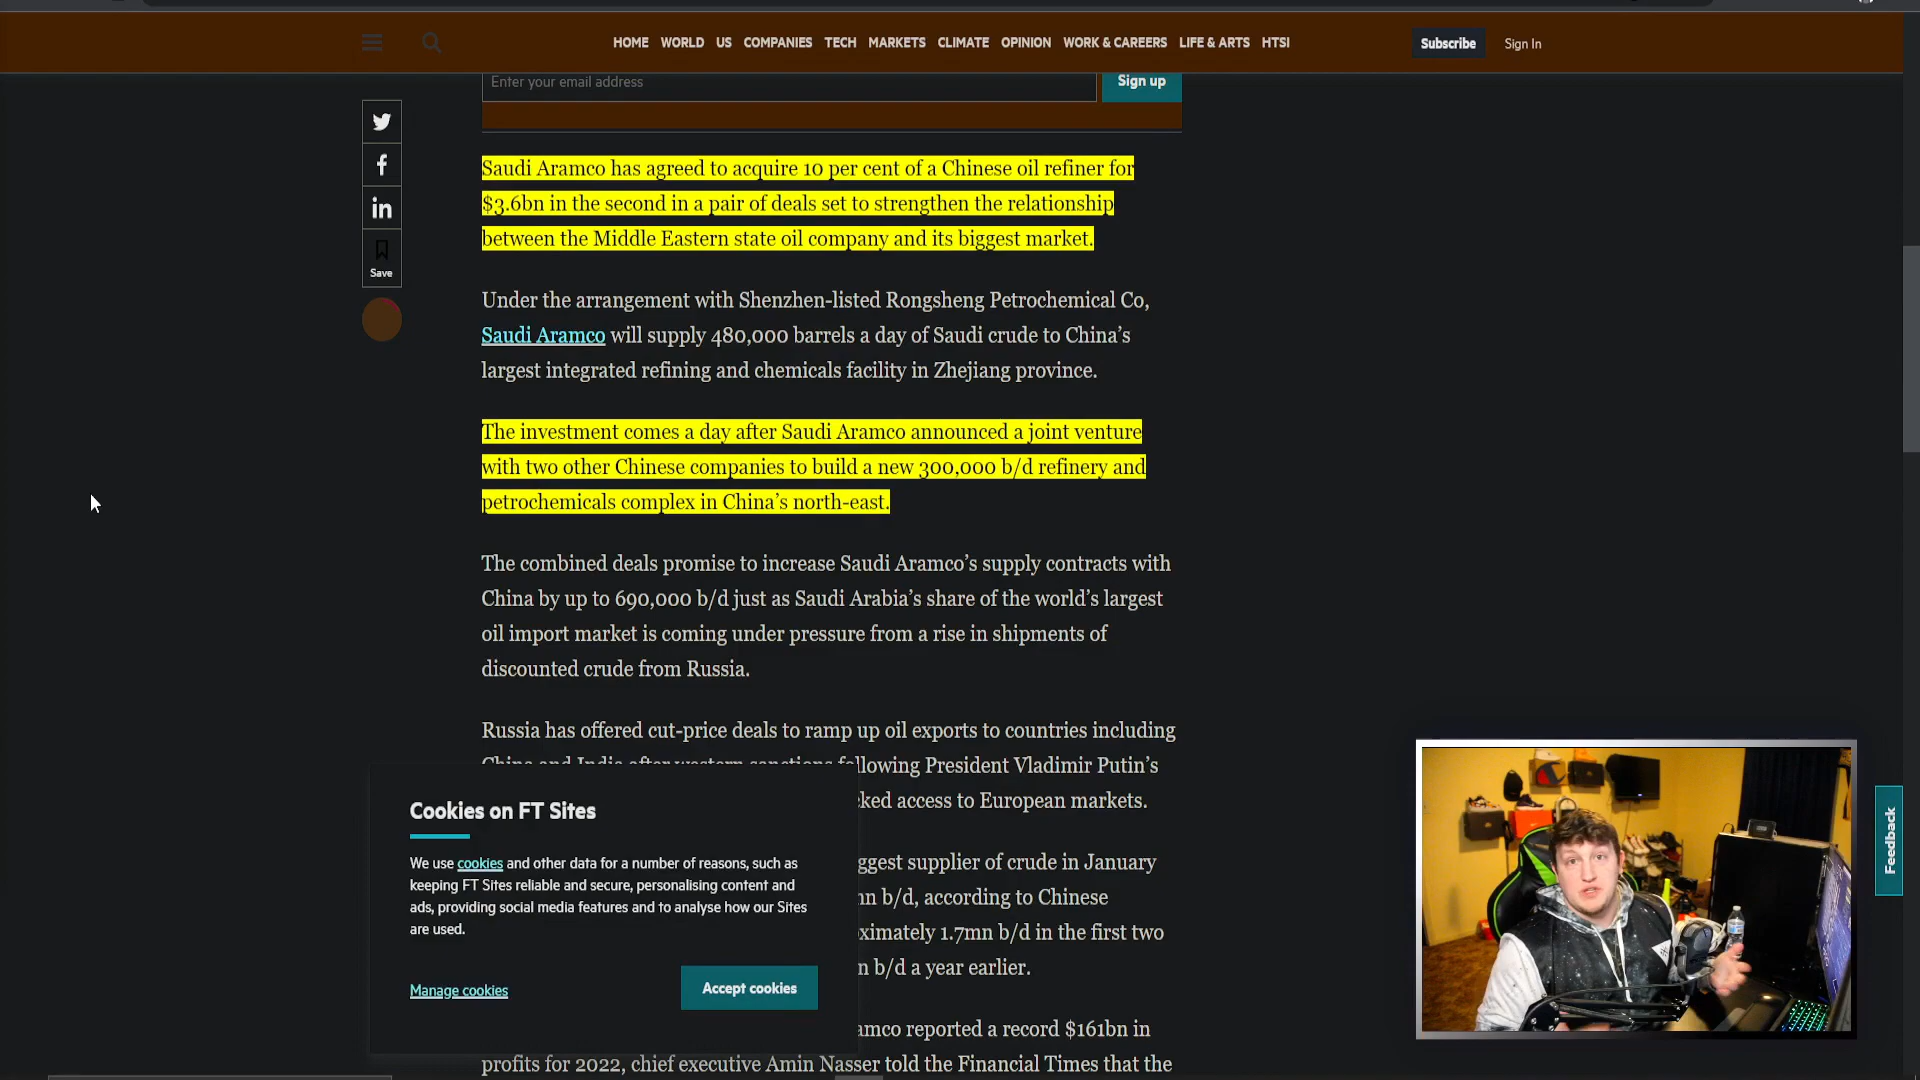 HOME WORLD US COMPANIES TECH MARKETS CLIMATE OPINION WORK & CAREERS LIFE & ARTS HTSI Subscribe Sign In
Enter your email address Sign up
Saudi Aramco has agreed to acquire 10 per cent of a Chinese oil refiner for
$3.6bn in the second in a pair of deals set to strengthen the relationship
between the Middle Eastern state oil company and its biggest market.
Save
Under the arrangement with Shenzhen-listed Rongsheng Petrochemical Co,
Saudi Aramco will supply 480,000 barrels a day of Saudi crude to China’s
largest integrated refining and chemicals facility in Zhejiang province.
The investment comes a day after Saudi Aramco announced a joint venture
with two other Chinese companies to build a new 300,000 b/d refinery and
petrochemicals complex in China’s north-east.
The combined deals promise to increase Saudi Aramco’s supply contracts with
China by up to 690,000 b/d just as Saudi Arabia’s share of the world’s largest
oil import market is coming under pressure from a rise in shipments of
discounted crude from Russia.
Russia has offered cut-price deals to ramp up oil exports to countries including
China and India after western sanctions following President Vladimir Putin’s
access to European markets.
supplier of crude in January
b/d, according to Chinese
1.7mn b/d in the first two
b/d a year earlier.
reported a record $161bn in
profits for 2022, chief executive Amin Nasser told the Financial Times that the
Cookies on FT Sites
We use cookies and other data for a number of reasons, such as
keeping FT Sites reliable and secure, personalising content and
ads, providing social media features and to analyse how our Sites
are used.
Manage cookies Accept cookies
Feedback